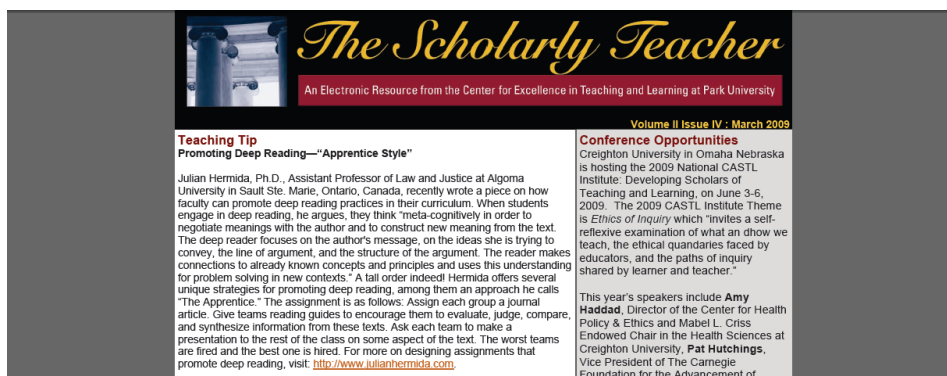 The Scholarly Teacher
An Electronic Resource from the Center for Excellence in Teaching and Learning at Park University
Volume II Issue IV : March 2009
Teaching Tip
Promoting Deep Reading—“Apprentice Style”
Julian Hermida, Ph.D., Assistant Professor of Law and Justice at Algoma
University in Sault Ste. Marie, Ontario, Canada, recently wrote a piece on how
faculty can promote deep reading practices in their curriculum. When students
engage in deep reading, he argues, they think “meta-cognitively in order to
negotiate meanings with the author and to construct new meaning from the text.
The deep reader focuses on the author's message, on the ideas she is trying to
convey, the line of argument, and the structure of the argument. The reader makes
connections to already known concepts and principles and uses this understanding
for problem solving in new contexts.” A tall order indeed! Hermida offers several
unique strategies for promoting deep reading, among them an approach he calls
“The Apprentice.” The assignment is as follows: Assign each group a journal
article. Give teams reading guides to encourage them to evaluate, judge, compare,
and synthesize information from these texts. Ask each team to make a
presentation to the rest of the class on some aspect of the text. The worst teams
are fired and the best one is hired. For more on designing assignments that
promote deep reading, visit: http://www.julianhermida.com.
Conference Opportunities
Creighton University in Omaha Nebraska
is hosting the 2009 National CASTL
Institute: Developing Scholars of
Teaching and Learning, on June 3-6,
2009. The 2009 CASTL Institute Theme
is Ethics of Inquiry which “invites a self-
reflexive examination of what an dhow we
teach, the ethical quandaries faced by
educators, and the paths of inquiry
shared by learner and teacher.”
This year’s speakers include Amy
Haddad, Director of the Center for Health
Policy & Ethics and Mabel L. Criss
Endowed Chair in the Health Sciences at
Creighton University, Pat Hutchings,
Vice President of The Carnegie
Foundation for the Advancement of